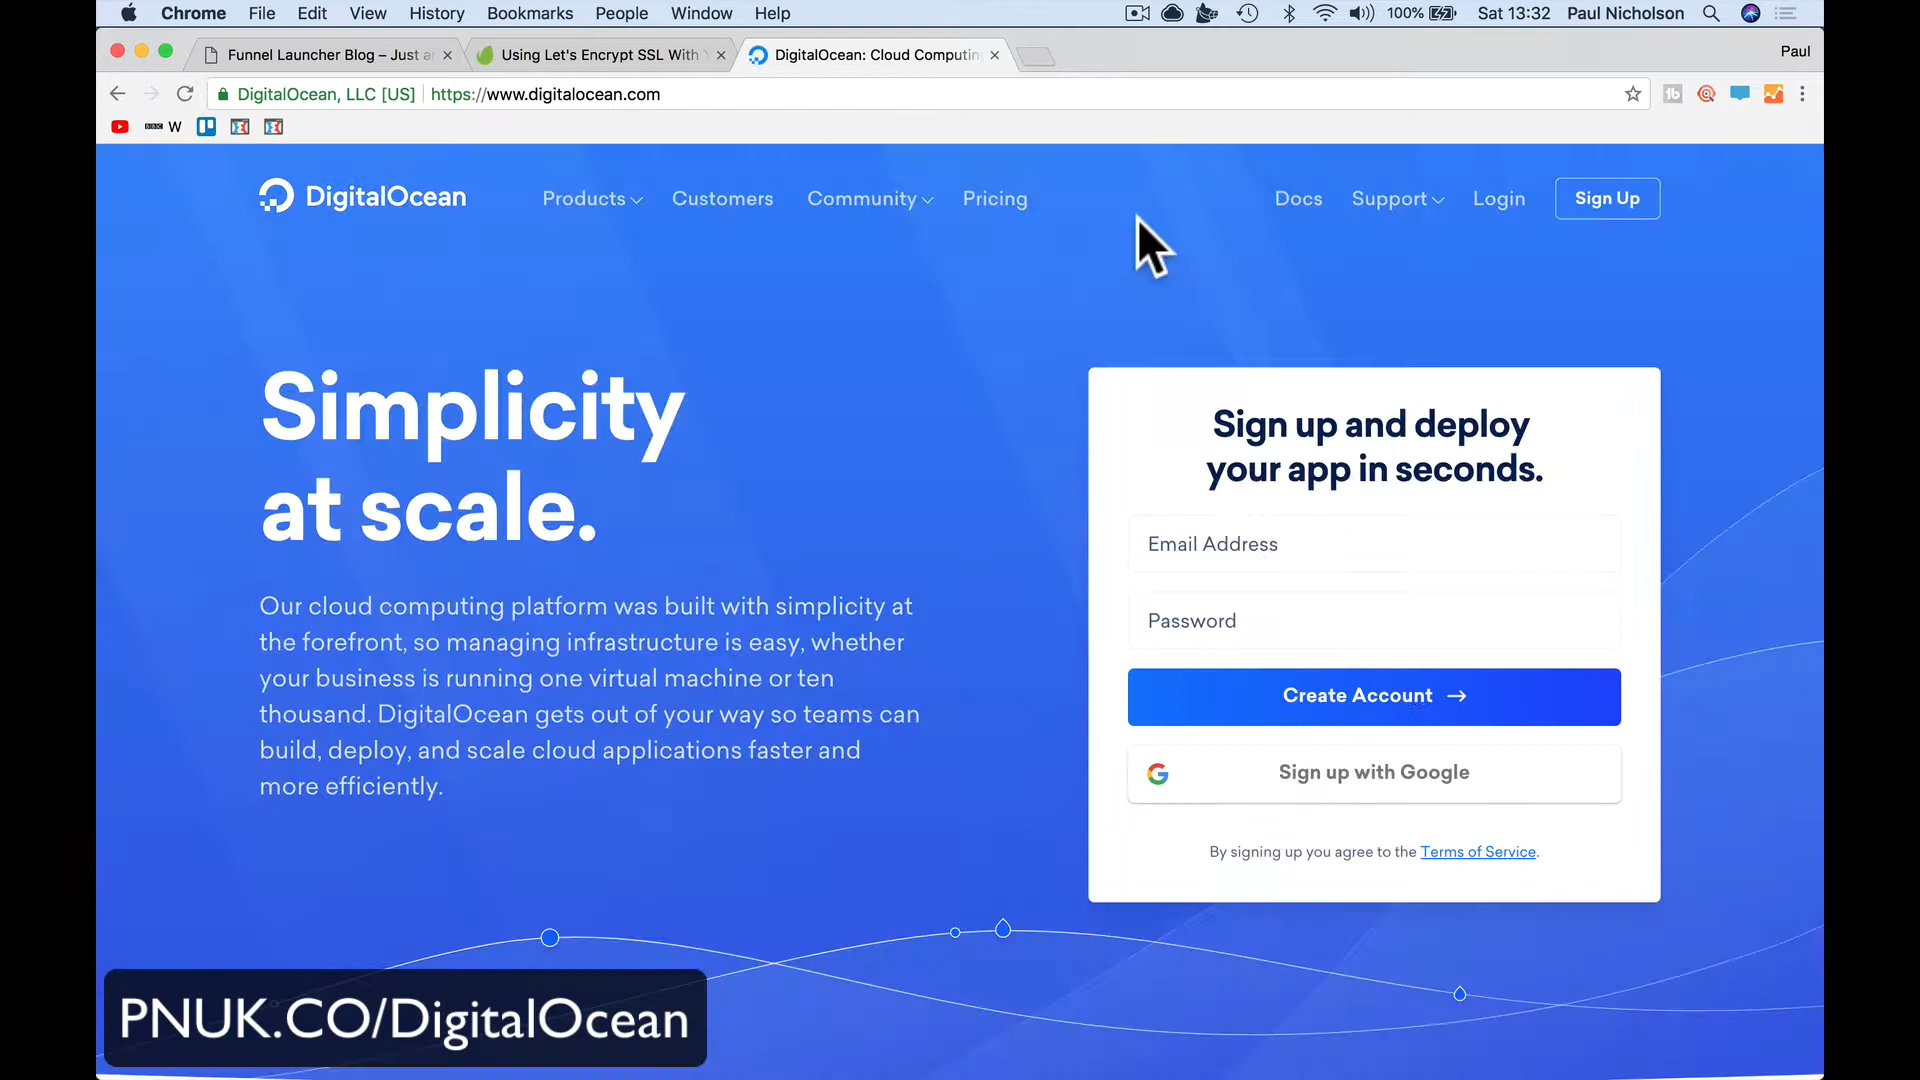 Chrome File Edit View History Bookmarks People Window Help 100% Sat 13:32 Paul Nicholson
Funnel Launcher Blog – Just a Using Let's Encrypt SSL With DigitalOcean: Cloud Computing Paul
DigitalOcean, LLC [US] https://www.digitalocean.com
BBC W
DigitalOcean Products Customers Community Pricing Docs Support Login Sign Up
Simplicity
at scale.
Our cloud computing platform was built with simplicity at
the forefront, so managing infrastructure is easy, whether
your business is running one virtual machine or ten
thousand. DigitalOcean gets out of your way so teams can
build, deploy, and scale cloud applications faster and
more efficiently.
Sign up and deploy
your app in seconds.
Email Address
Password
Create Account →
Sign up with Google
By signing up you agree to the Terms of Service.
PNUK.CO/DigitalOcean